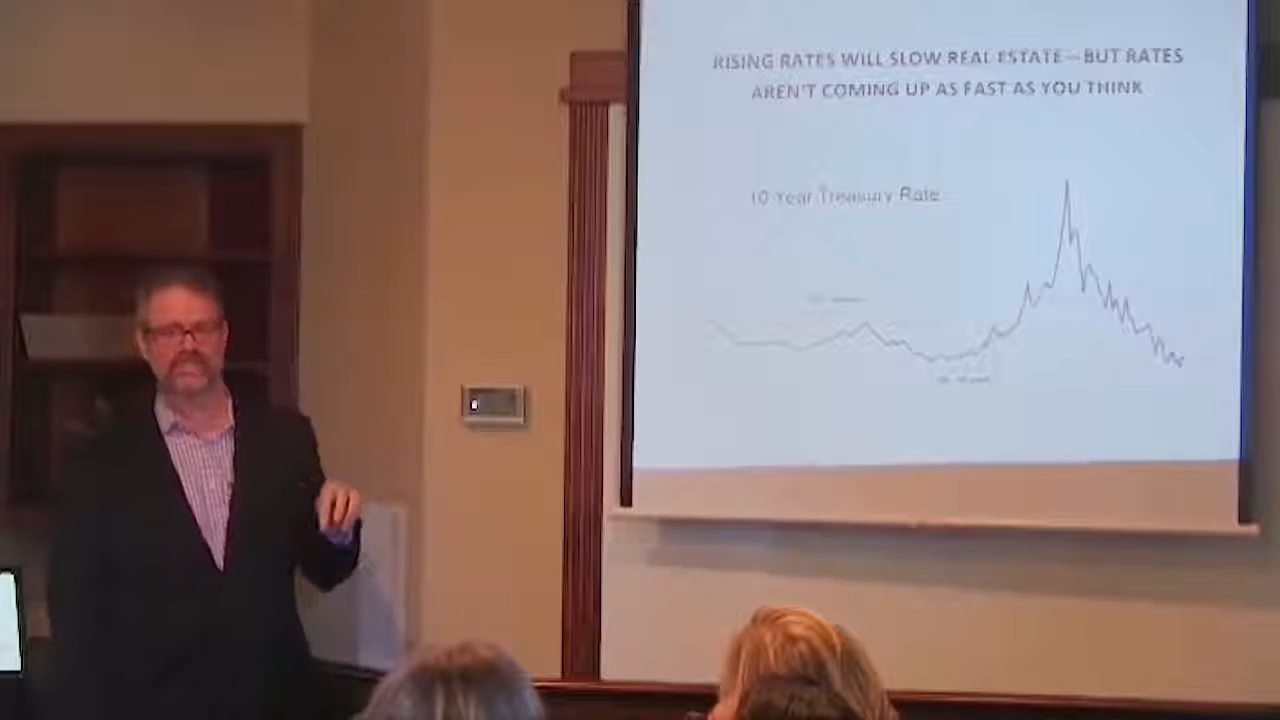 RISING RATES WILL SLOW REAL ESTATE—BUT RATES
AREN'T COMING UP AS FAST AS YOU THINK
10 Year Treasury Rate